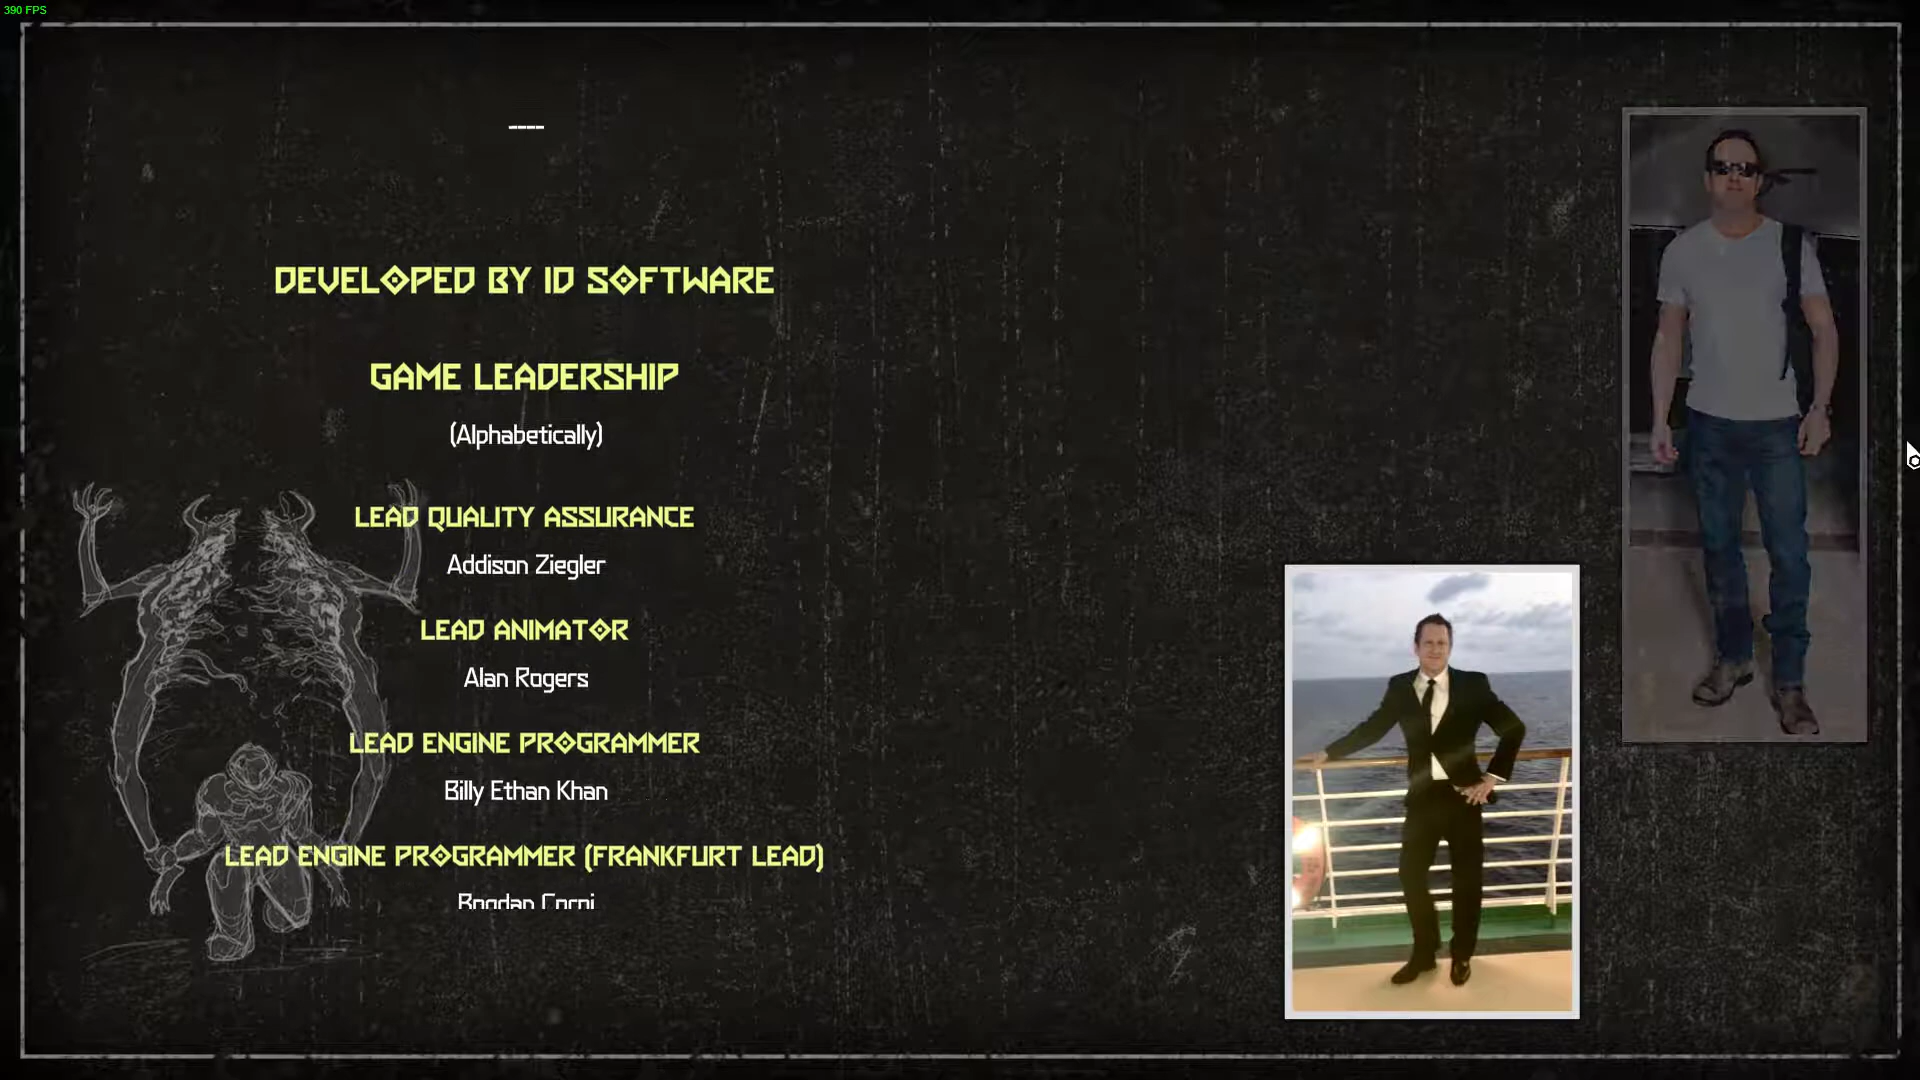 390 FPS
----
DEVELOPED BY ID SOFTWARE
GAME LEADERSHIP
(Alphabetically)
LEAD QUALITY ASSURANCE
Addison Ziegler
LEAD ANIMATOR
Alan Rogers
LEAD ENGINE PROGRAMMER
Billy Ethan Khan
LEAD ENGINE PROGRAMMER (FRANKFURT LEAD)
Bogdan